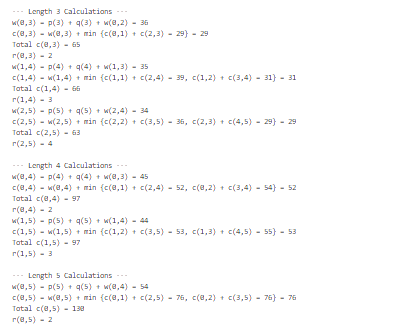 --- Length 3 Calculations ---
w(0,3) = p(3) + q(3) + w(0,2) = 36
c(0,3) = w(0,3) + min {c(0,1) + c(2,3) = 29} = 29
Total c(0,3) = 65
r(0,3) = 2
w(1,4) = p(4) + q(4) + w(1,3) = 35
c(1,4) = w(1,4) + min {c(1,1) + c(2,4) = 39, c(1,2) + c(3,4) = 31} = 31
Total c(1,4) = 66
r(1,4) = 3
w(2,5) = p(5) + q(5) + w(2,4) = 34
c(2,5) = w(2,5) + min {c(2,2) + c(3,5) = 36, c(2,3) + c(4,5) = 29} = 29
Total c(2,5) = 63
r(2,5) = 4
--- Length 4 Calculations ---
w(0,4) = p(4) + q(4) + w(0,3) = 45
c(0,4) = w(0,4) + min {c(0,1) + c(2,4) = 52, c(0,2) + c(3,4) = 54} = 52
Total c(0,4) = 97
r(0,4) = 2
w(1,5) = p(5) + q(5) + w(1,4) = 44
c(1,5) = w(1,5) + min {c(1,2) + c(3,5) = 53, c(1,3) + c(4,5) = 55} = 53
Total c(1,5) = 97
r(1,5) = 3
--- Length 5 Calculations ---
w(0,5) = p(5) + q(5) + w(0,4) = 54
c(0,5) = w(0,5) + min {c(0,1) + c(2,5) = 76, c(0,2) + c(3,5) = 76} = 76
Total c(0,5) = 130
r(0,5) = 2